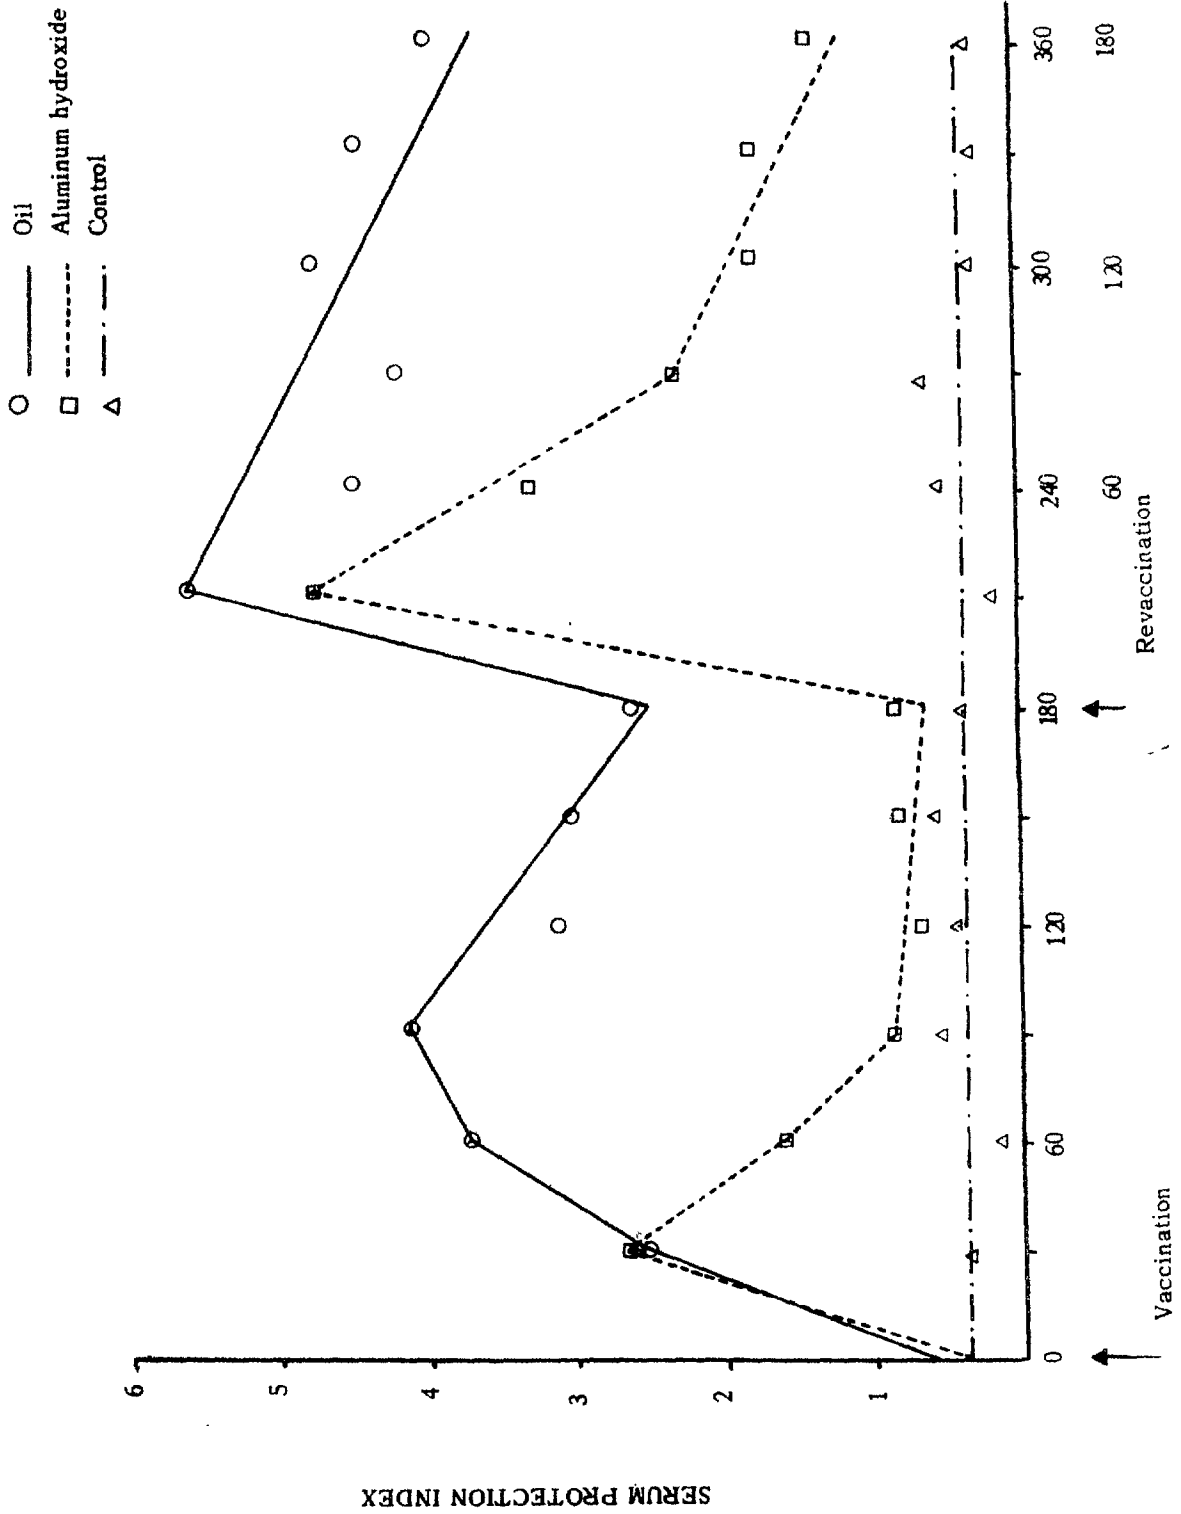 Oil
Aluminum hydroxide
Control
SERUM PROTECTION INDEX
6
5
4
3
2
1
0 60 120 180 240 300 360
60 120 180
Vaccination Revaccination